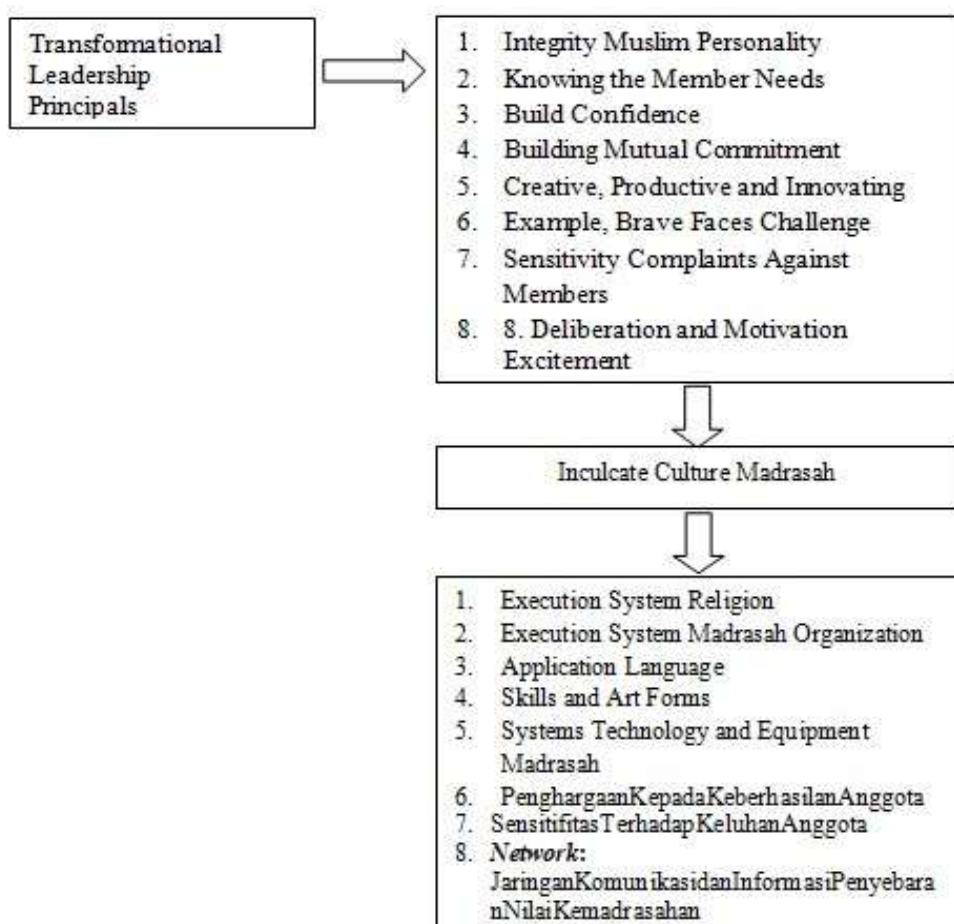 Transformational
Leadership
Principals
1. Integrity Muslim Personality
2. Knowing the Member Needs
3. Build Confidence
4. Building Mutual Commitment
5. Creative, Productive and Innovating
6. Example, Brave Faces Challenge
7. Sensitivity Complaints Against
Members
8. 8. Deliberation and Motivation
Excitement
Inculcate Culture Madrasah
1. Execution System Religion
2. Execution System Madrasah Organization
3. Application Language
4. Skills and Art Forms
5. Systems Technology and Equipment
Madrasah
6. PenghargaanKepadaKeberhasilanAnggota
7. SensitifitasTerhadapKeluhanAnggota
8. Network:
JaringanKomunikasidanInformasiPenyebara
nNilaiKemadrasahan